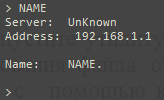 > NAME
Server:  UnKnown
Address:  192.168.1.1
Name:    NAME.
>